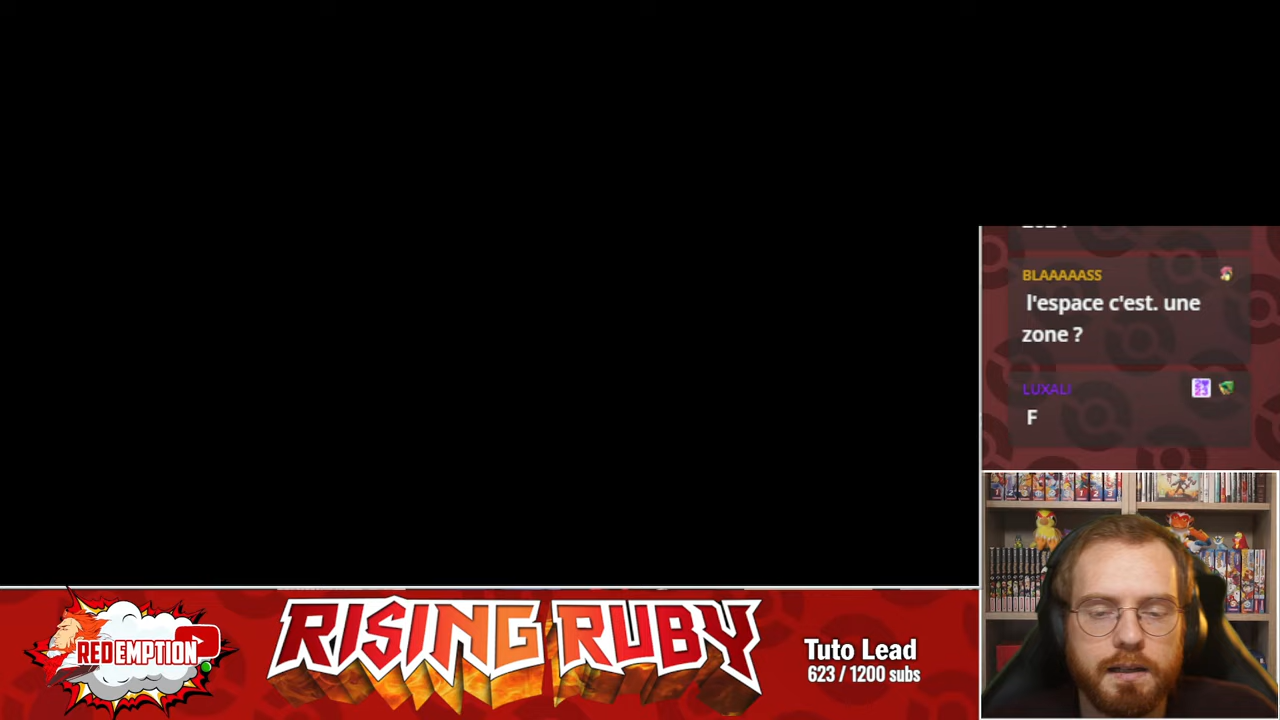 BLAAAAASS
l'espace c'est. une
zone ?
LUXALI
F
REDEMPTION
RISING RUBY
Tuto Lead
623 / 1200 subs